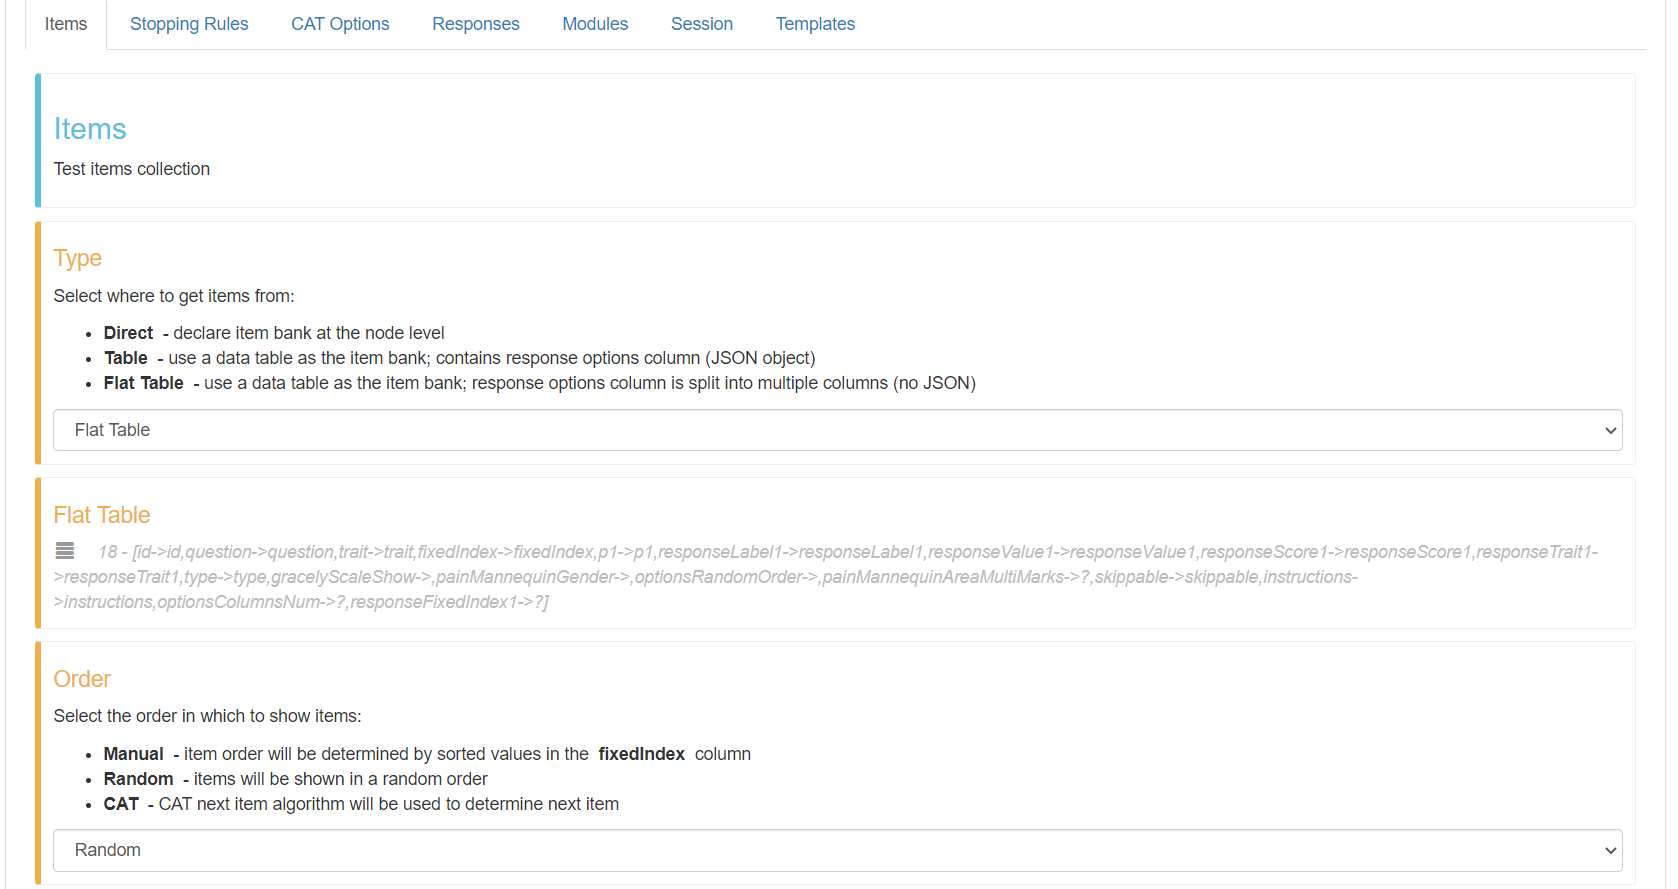 Items Stopping Rules CAT Options Responses Modules Session Templates
Items
Test items collection
Type
Select where to get items from:
Direct - declare item bank at the node level
Table - use a data table as the item bank; contains response options column (JSON object)
Flat Table - use a data table as the item bank; response options column is split into multiple columns (no JSON)
Flat Table
Flat Table
18 - [id->id,question->question,trait->trait,fixedIndex->fixedIndex,p1->p1,responseLabel1->responseLabel1,responseValue1->responseValue1,responseScore1->responseScore1,responseTrait1-
>responseTrait1,type->type,gracelyScaleShow->,painMannequinGender->,optionsRandomOrder->,painMannequinAreaMultiMarks->?,skippable->skippable,instructions-
>instructions,optionsColumnsNum->?,responseFixedIndex1->?]
Order
Select the order in which to show items:
Manual - item order will be determined by sorted values in the fixedIndex column
Random - items will be shown in a random order
CAT - CAT next item algorithm will be used to determine next item
Random